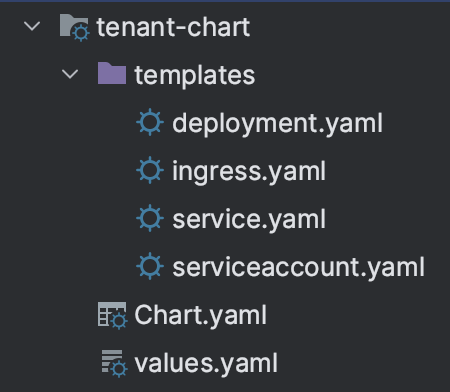 tenant-chart
templates
deployment.yaml
ingress.yaml
service.yaml
serviceaccount.yaml
Chart.yaml
values.yaml